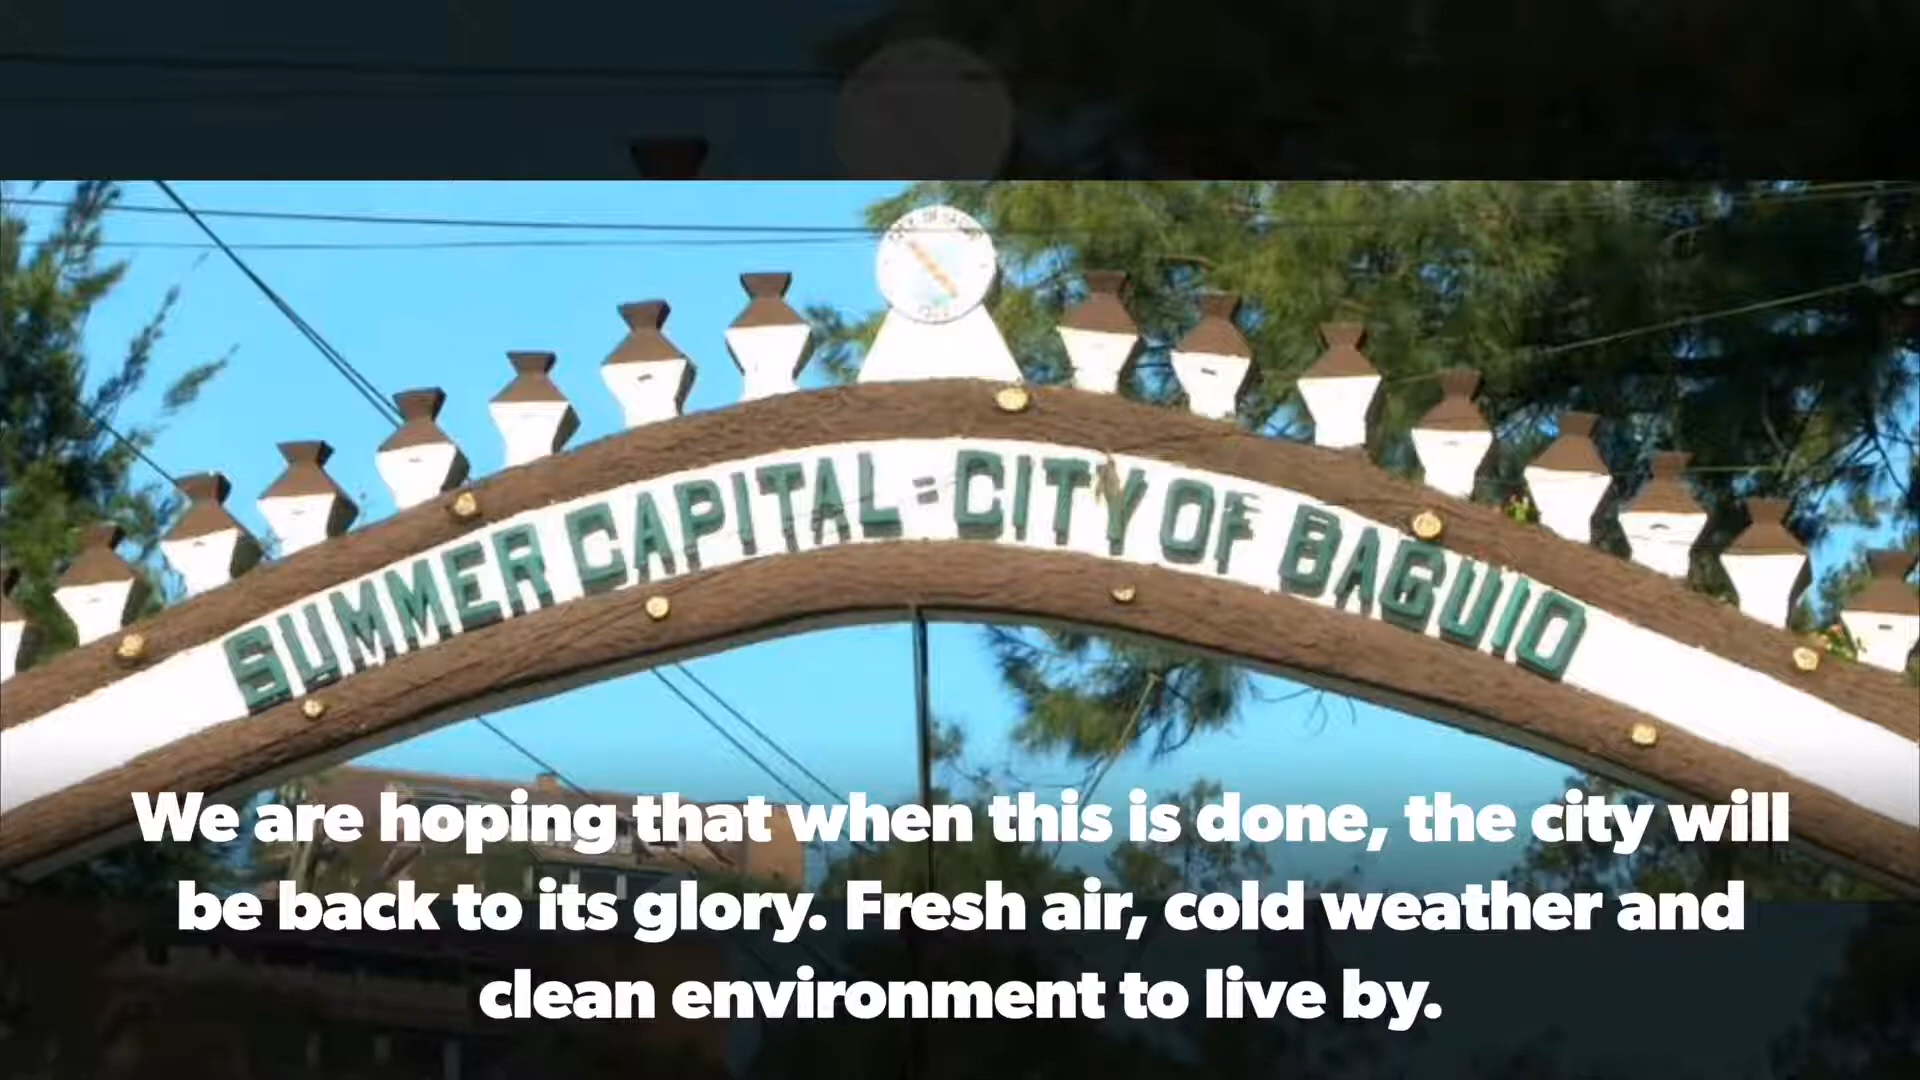 SUMMER CAPITAL = CITY OF BAGUIO
We are hoping that when this is done, the city will
be back to its glory. Fresh air, cold weather and
clean environment to live by.